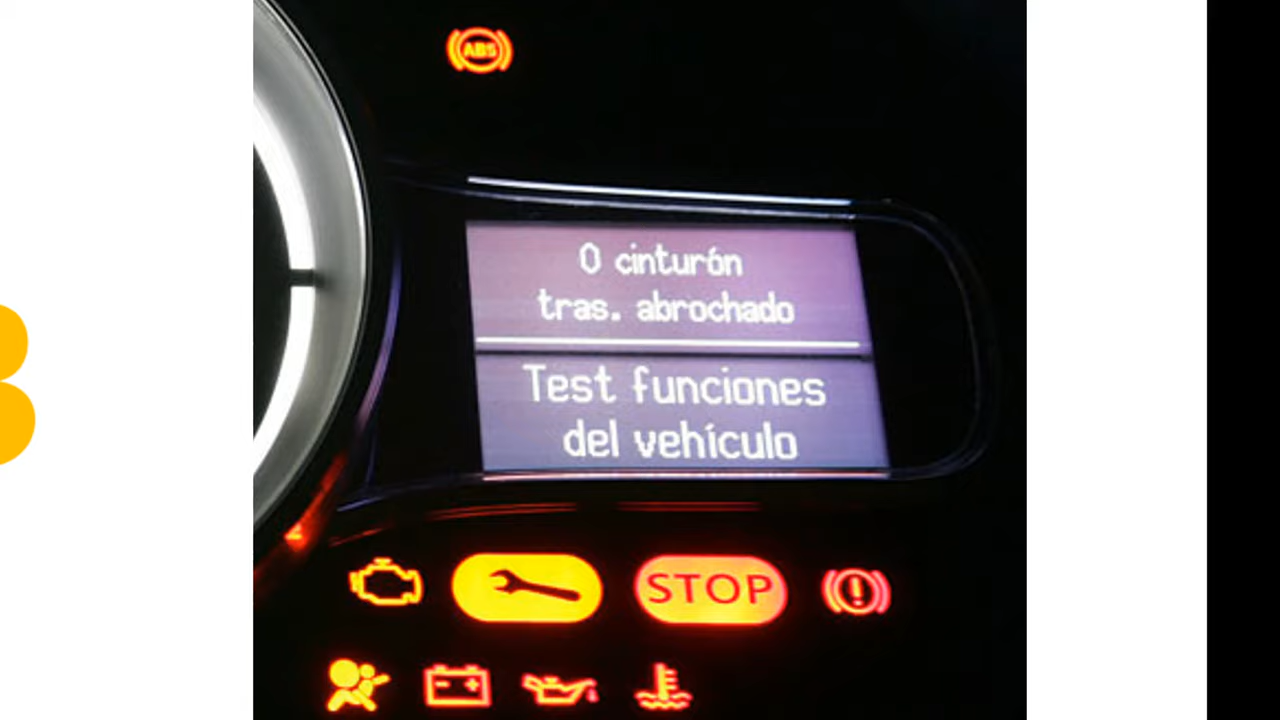 ABS
0 cinturón
tras. abrochado
Test funciones
del vehículo
STOP